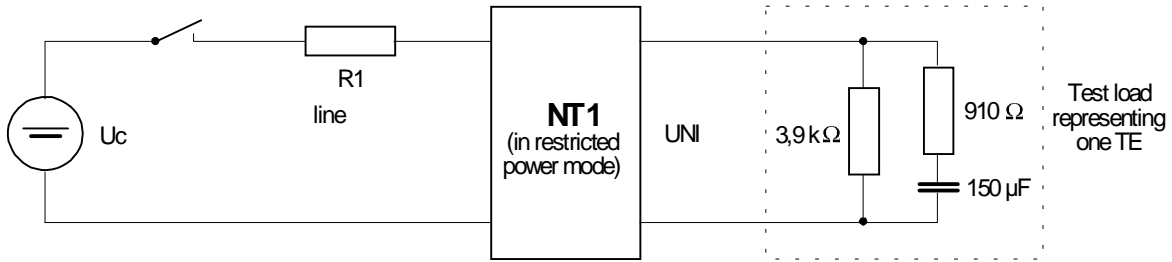 Uc
R1
line
NT1
(in restricted
power mode)
UNI
3,9 kΩ
910 Ω
150 µF
Test load
representing
one TE